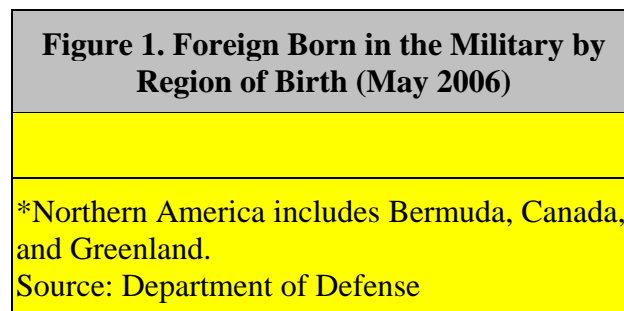 Figure 1. Foreign Born in the Military by
Region of Birth (May 2006)
*Northern America includes Bermuda, Canada,
and Greenland.
Source: Department of Defense